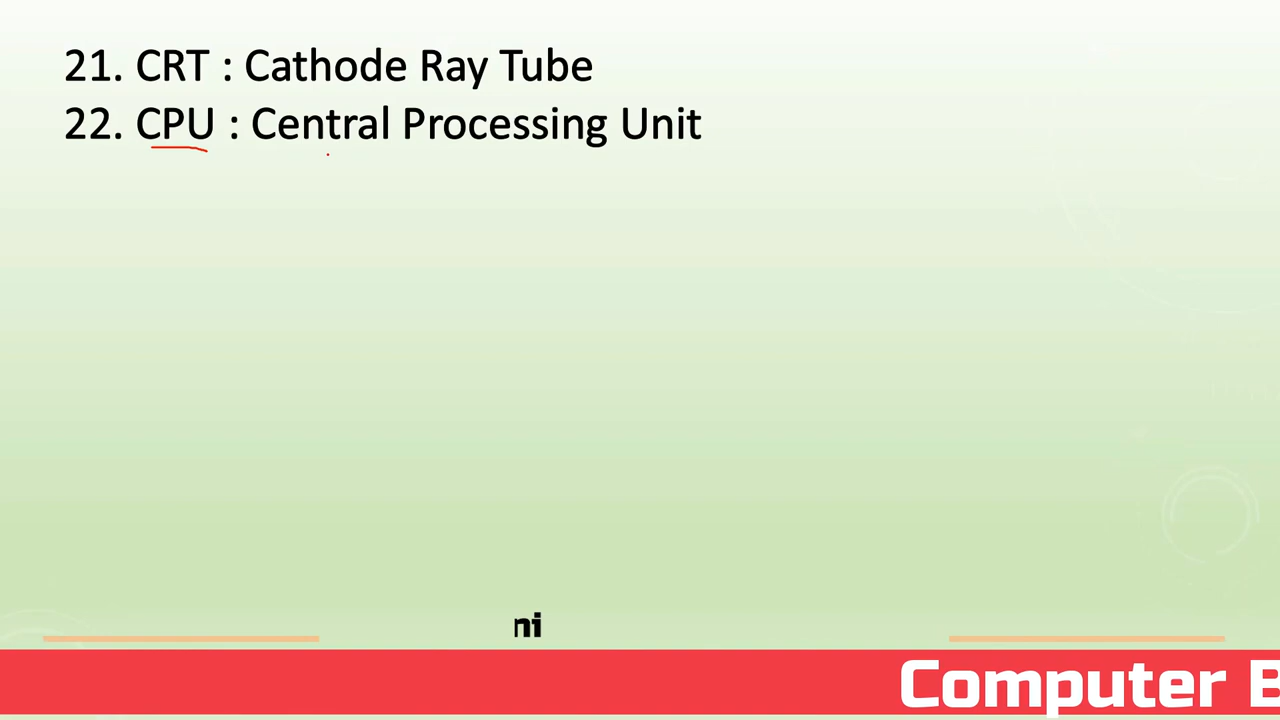 21. CRT : Cathode Ray Tube
22. CPU : Central Processing Unit
ni
Computer B